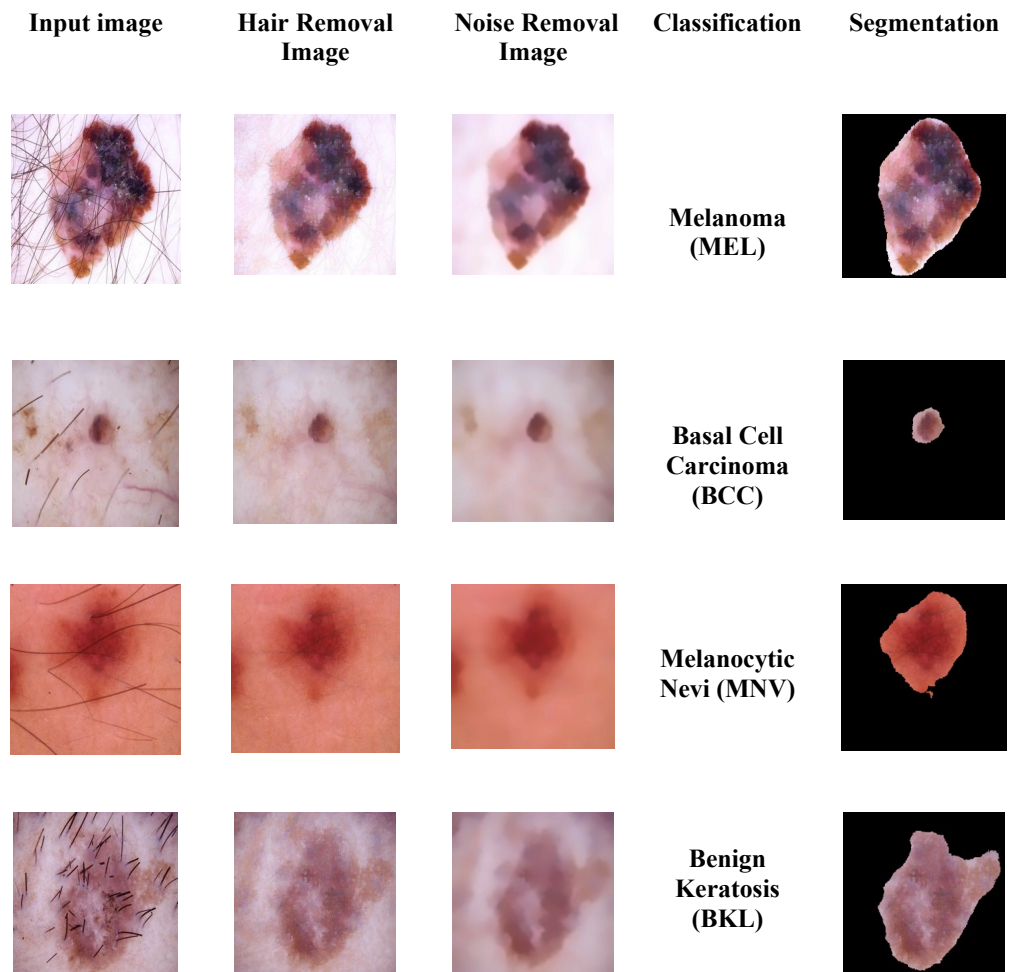 Input image
Hair Removal
Image
Noise Removal
Image
Classification
Segmentation
Melanoma
(MEL)
Basal Cell
Carcinoma
(BCC)
Melanocytic
Nevi (MNV)
Benign
Keratosis
(BKL)